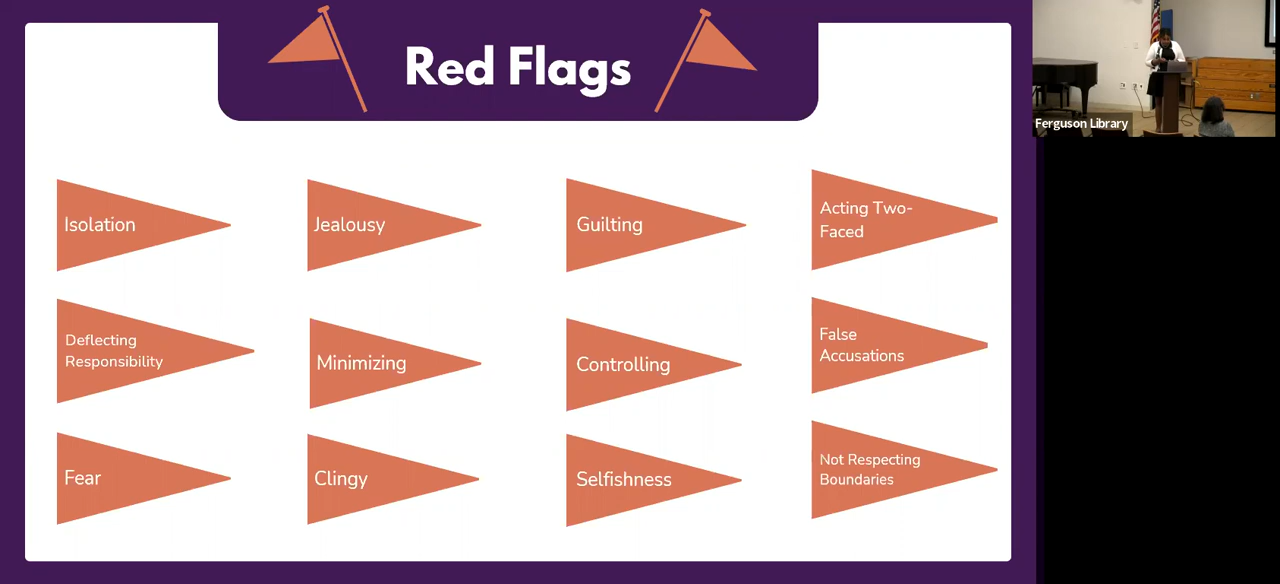 Red Flags
Ferguson Library
Isolation
Jealousy
Guilting
Acting Two-
Faced
Deflecting
Responsibility
Minimizing
Controlling
False
Accusations
Fear
Clingy
Selfishness
Not Respecting
Boundaries